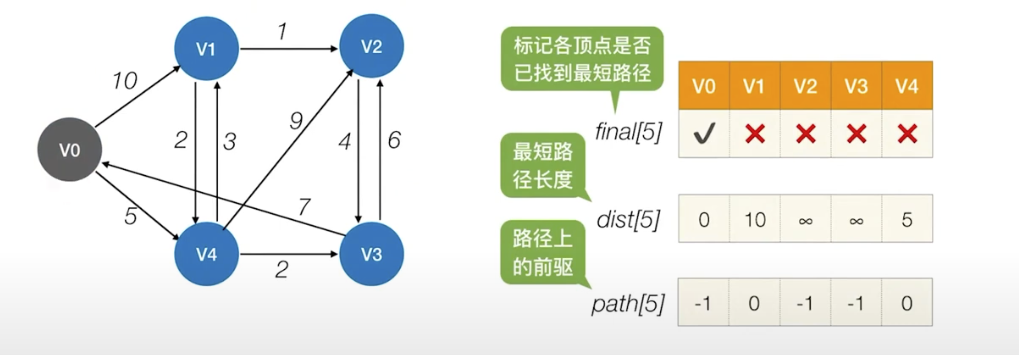 V0
V1
V2
V3
V4
10
5
1
2
3
9
4
6
7
2
标记各顶点是否
已找到最短路径
final[5]
V0 V1 V2 V3 V4
✓ ✕ ✕ ✕ ✕
最短路
径长度
dist[5]
0 10 ∞ ∞ 5
路径上
的前驱
path[5]
-1 0 -1 -1 0